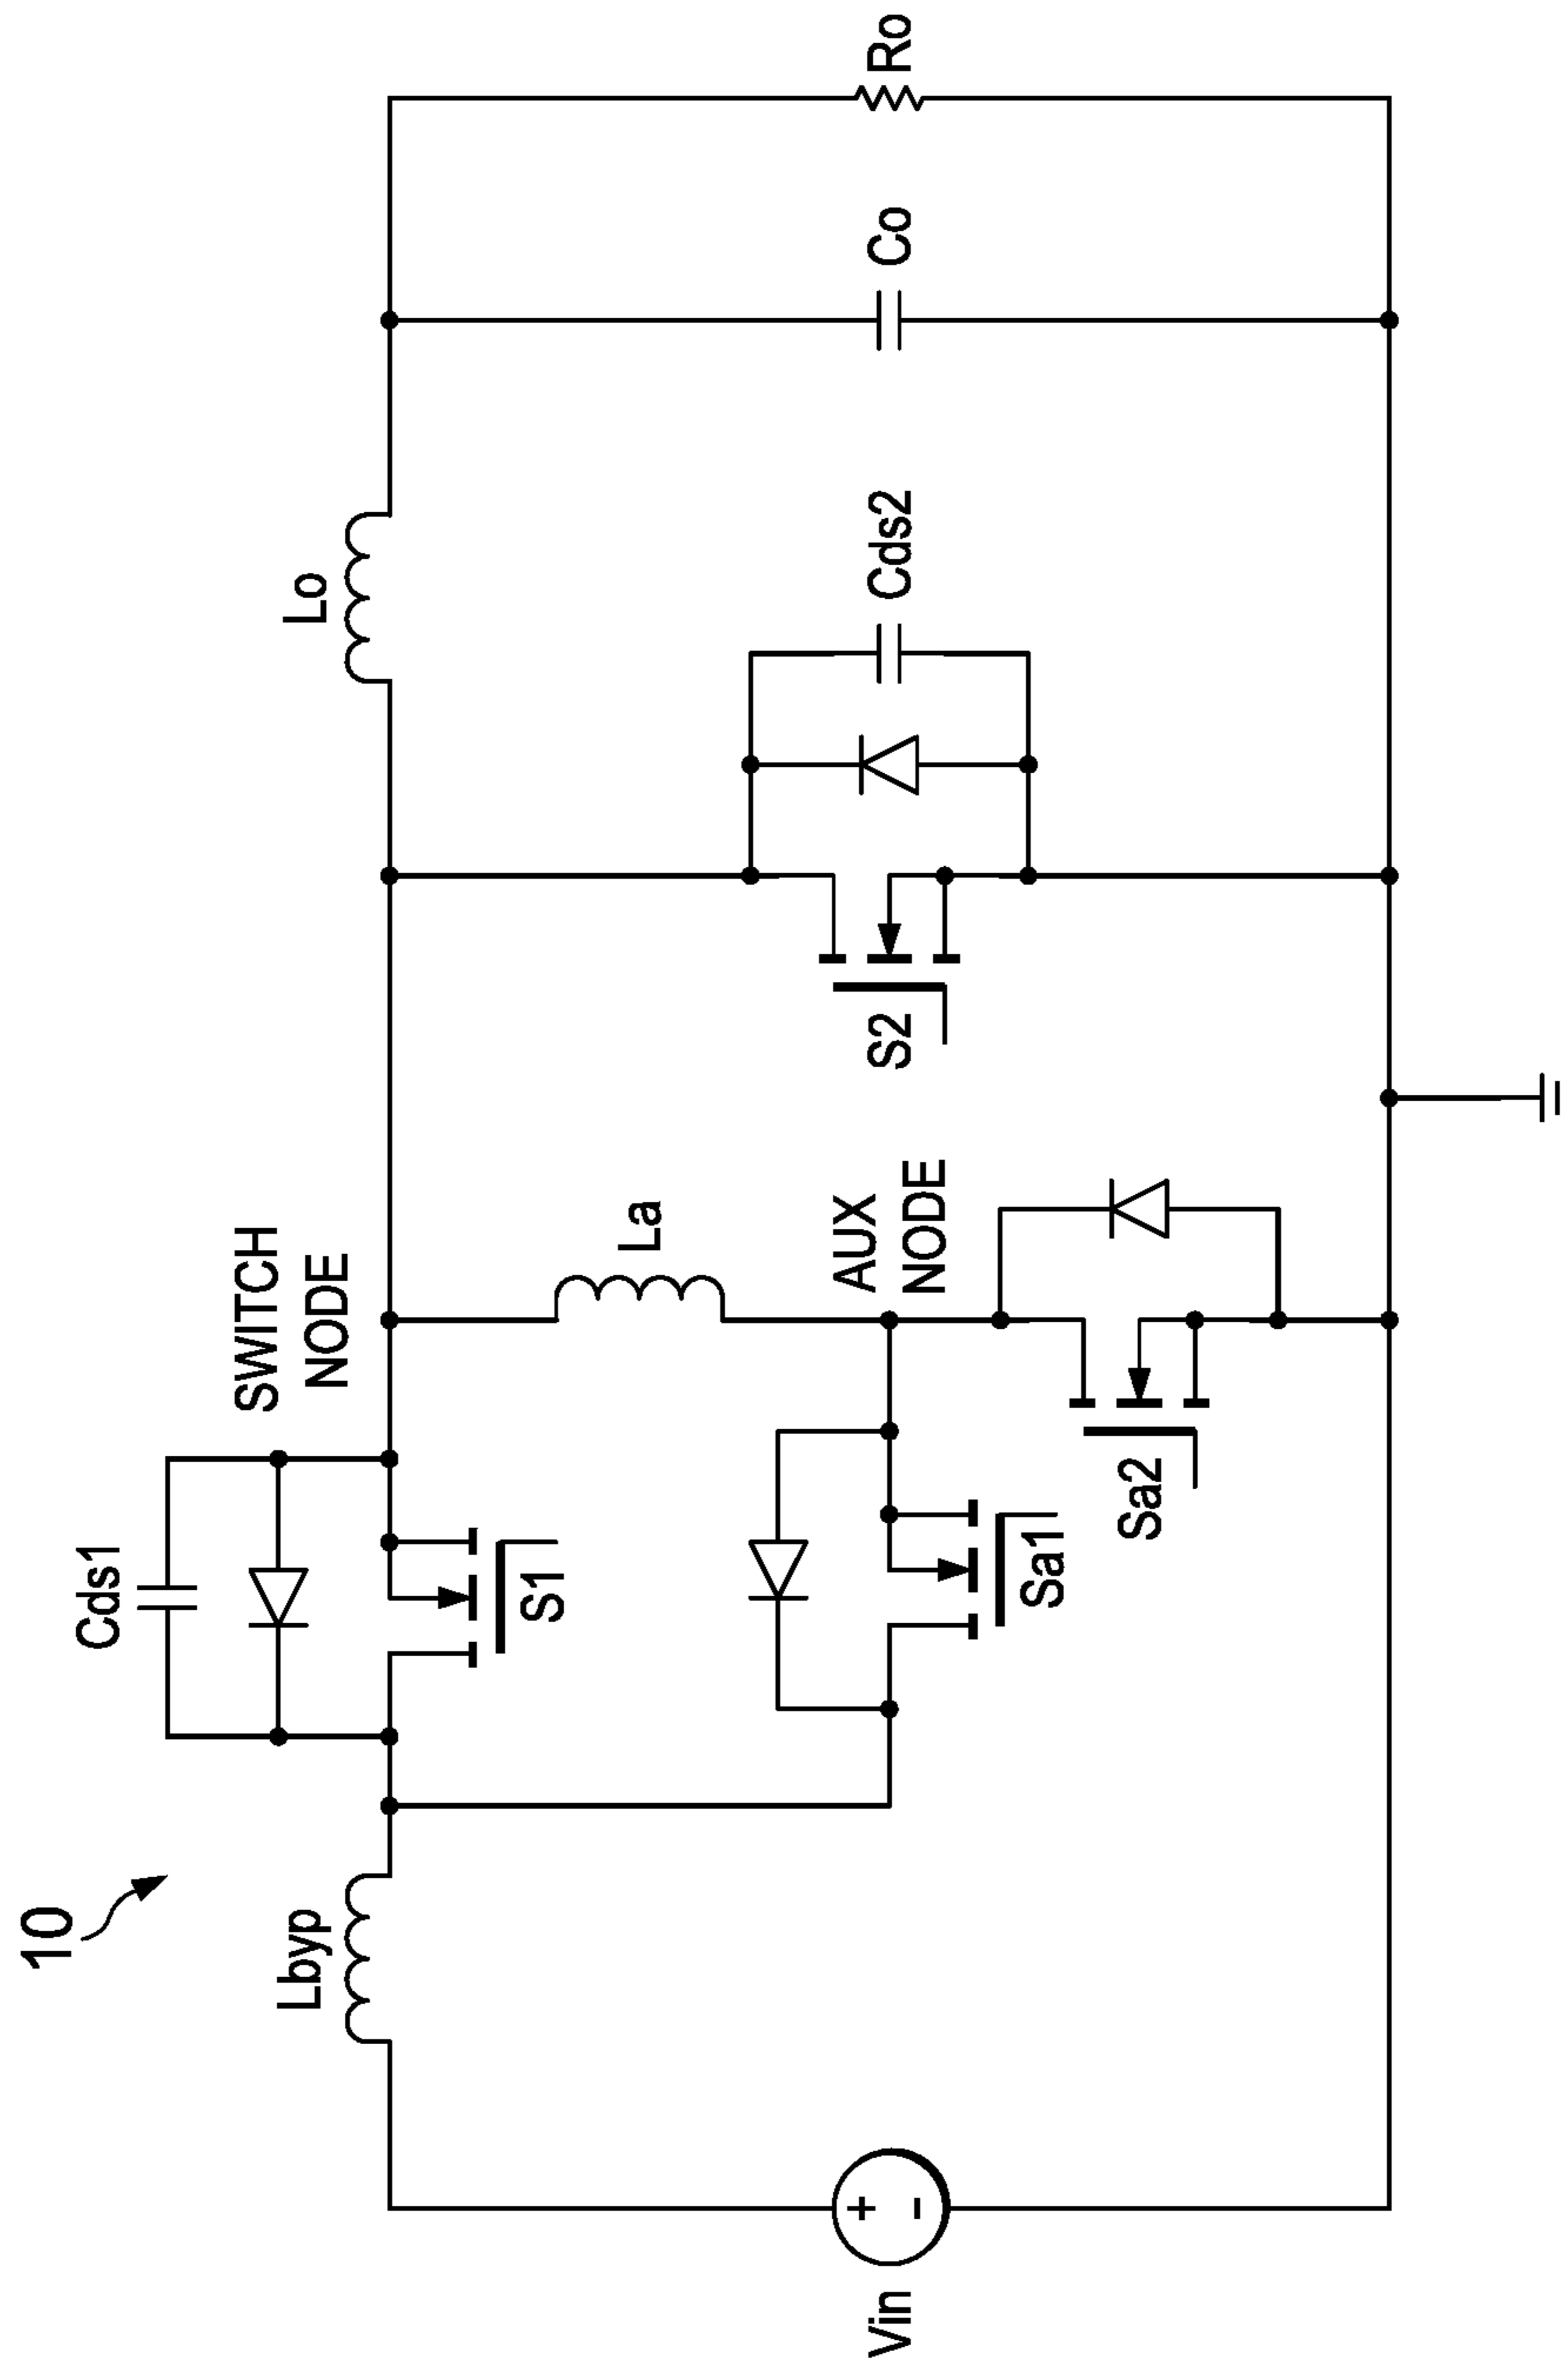 10
Cds1
SWITCH
NODE
Lbyp
S1
Lo
La
Sa1
AUX
NODE
Sa2
S2
Cds2
Co
Ro
Vin
+
-